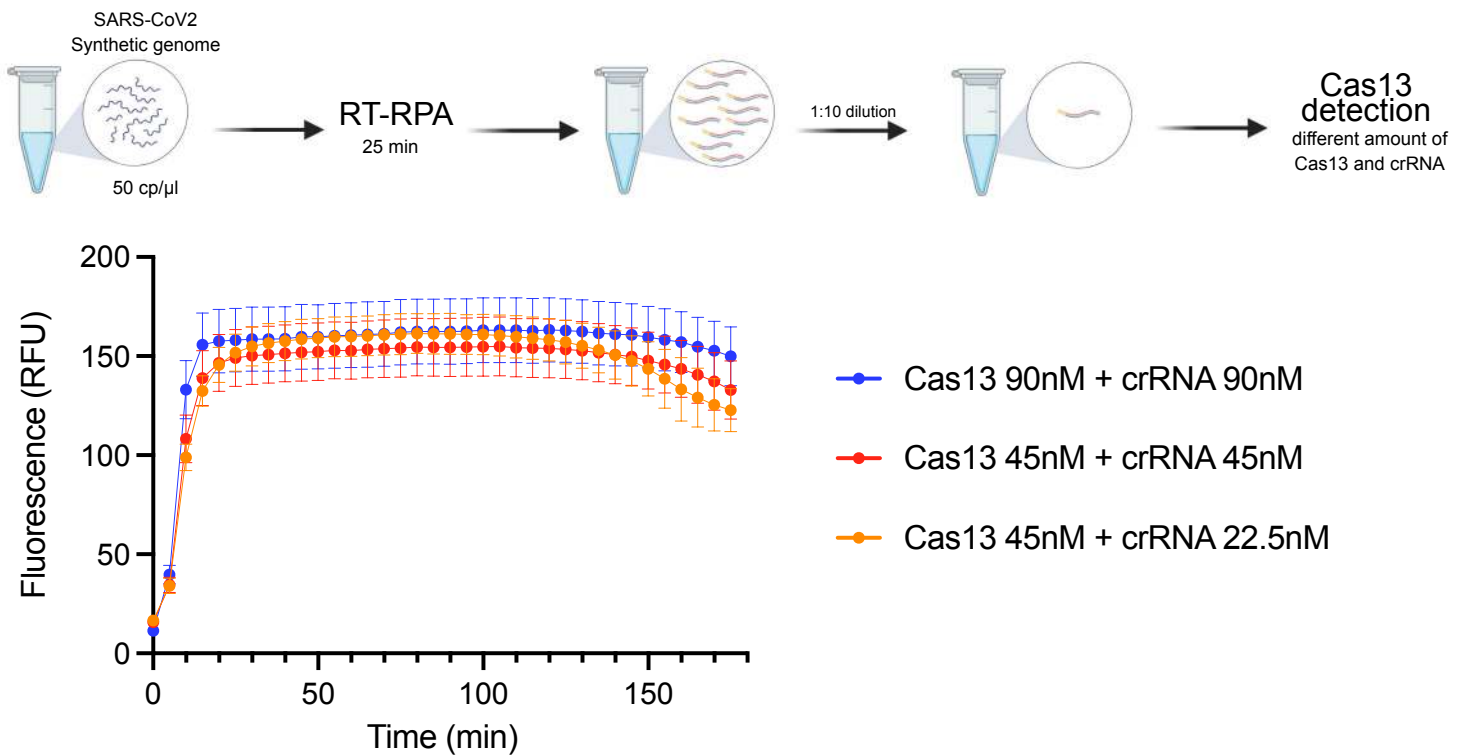 SARS-CoV2
Synthetic genome
50 cp/µl
RT-RPA
25 min
1:10 dilution
Cas13
detection
different amount of
Cas13 and crRNA
Fluorescence (RFU)
200
150
100
50
0
0
50
100
150
Time (min)
Cas13 90nM + crRNA 90nM
Cas13 45nM + crRNA 45nM
Cas13 45nM + crRNA 22.5nM